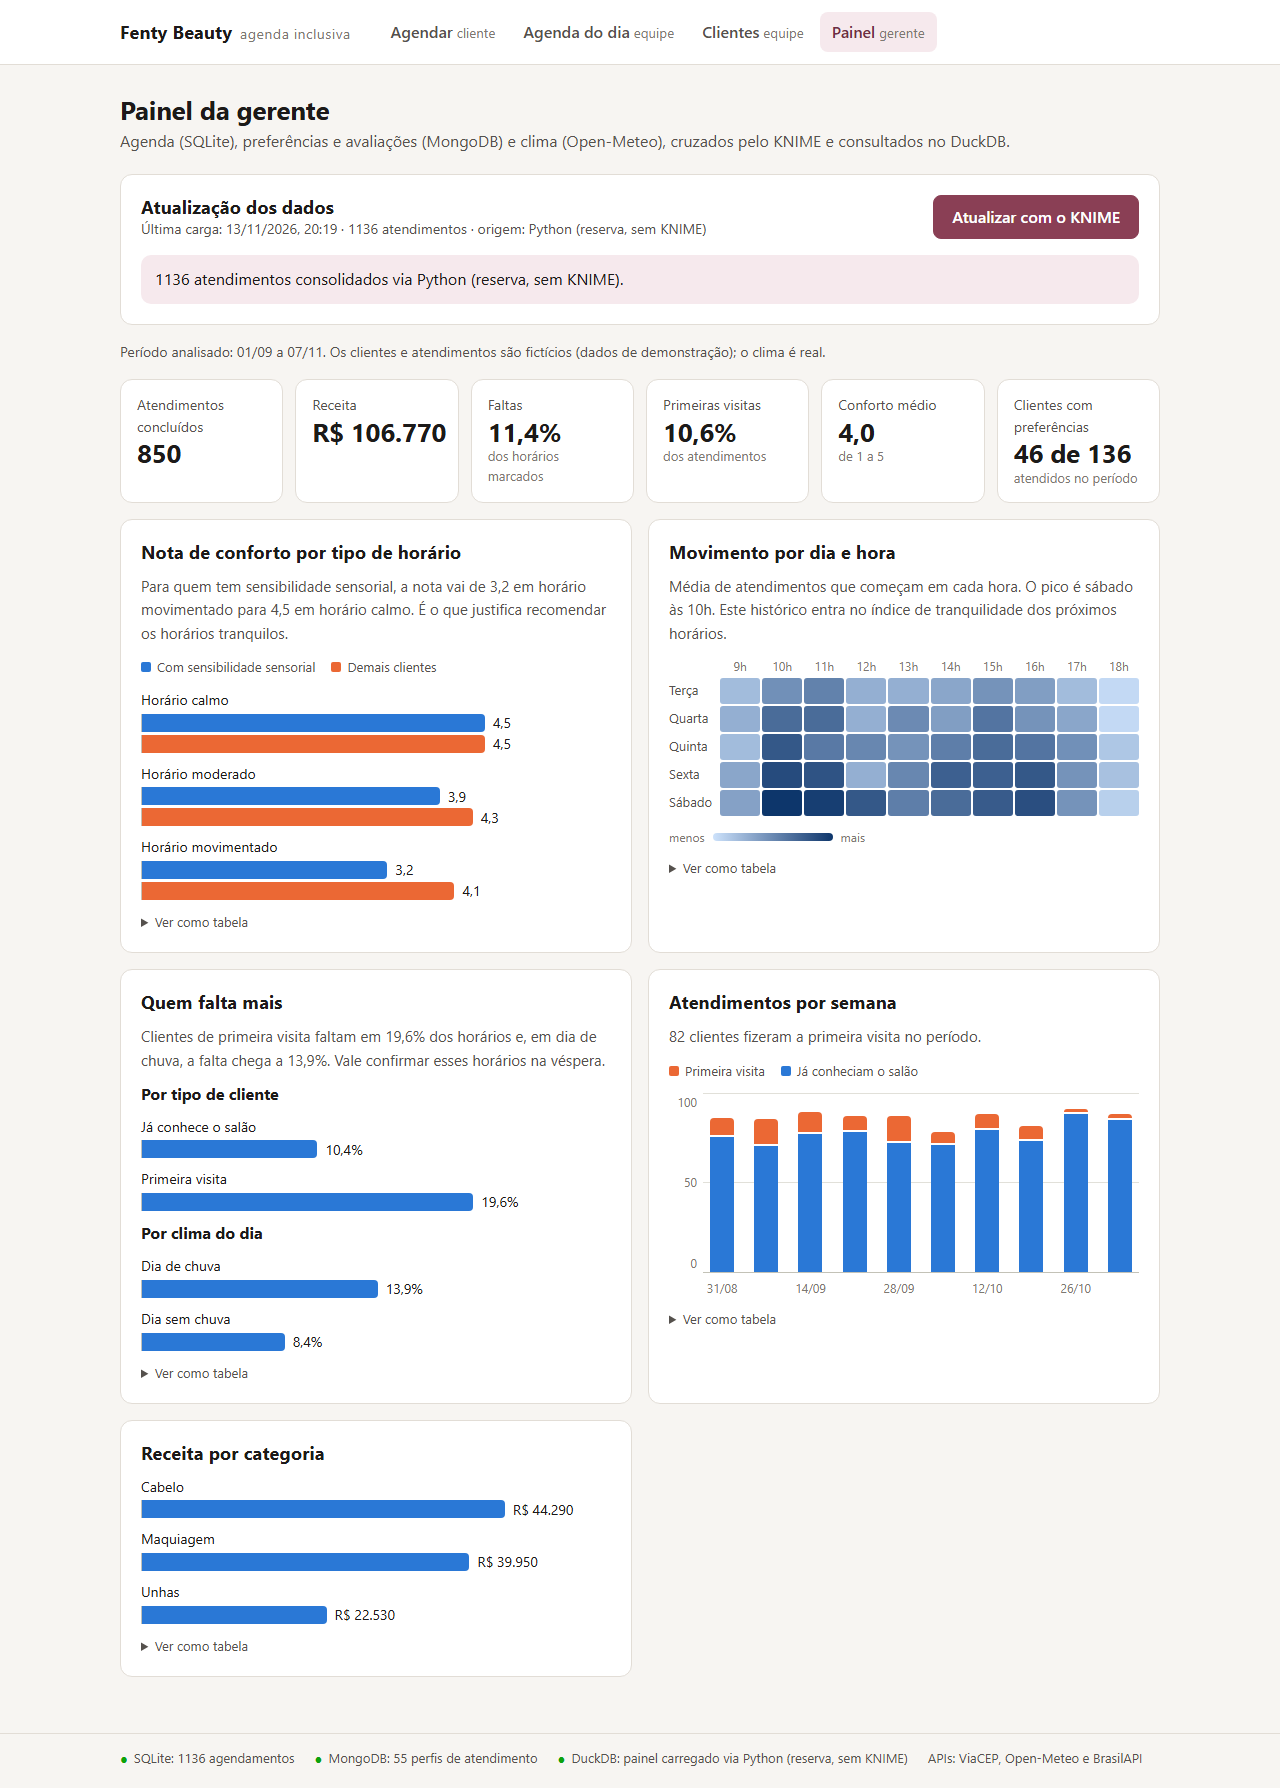 Fenty Beauty agenda inclusiva
Agendar cliente
Agenda do dia equipe
Clientes equipe
Painel gerente
Painel da gerente
Agenda (SQLite), preferências e avaliações (MongoDB) e clima (Open-Meteo), cruzados pelo KNIME e consultados no DuckDB.
Atualização dos dados
Última carga: 13/11/2026, 20:19 · 1136 atendimentos · origem: Python (reserva, sem KNIME)
Atualizar com o KNIME
1136 atendimentos consolidados via Python (reserva, sem KNIME).
Período analisado: 01/09 a 07/11. Os clientes e atendimentos são fictícios (dados de demonstração); o clima é real.
Atendimentos
concluídos
850
Receita
R$ 106.770
Faltas
11,4%
dos horários
marcados
Primeiras visitas
10,6%
dos atendimentos
Conforto médio
4,0
de 1 a 5
Clientes com
preferências
46 de 136
atendidos no período
Nota de conforto por tipo de horário
Para quem tem sensibilidade sensorial, a nota vai de 3,2 em horário
movimentado para 4,5 em horário calmo. É o que justifica recomendar
os horários tranquilos.
Com sensibilidade sensorial
Demais clientes
Horário calmo
4,5
4,5
Horário moderado
3,9
4,3
Horário movimentado
3,2
4,1
▶ Ver como tabela
Movimento por dia e hora
Média de atendimentos que começam em cada hora. O pico é sábado
às 10h. Este histórico entra no índice de tranquilidade dos próximos
horários.
9h 10h 11h 12h 13h 14h 15h 16h 17h 18h
Terça
Quarta
Quinta
Sexta
Sábado
menos mais
▶ Ver como tabela
Quem falta mais
Clientes de primeira visita faltam em 19,6% dos horários e, em dia de
chuva, a falta chega a 13,9%. Vale confirmar esses horários na véspera.
Por tipo de cliente
Já conhece o salão
10,4%
Primeira visita
19,6%
Por clima do dia
Dia de chuva
13,9%
Dia sem chuva
8,4%
▶ Ver como tabela
Atendimentos por semana
82 clientes fizeram a primeira visita no período.
Primeira visita
Já conheciam o salão
100
50
0
31/08 14/09 28/09 12/10 26/10
▶ Ver como tabela
Receita por categoria
Cabelo
R$ 44.290
Maquiagem
R$ 39.950
Unhas
R$ 22.530
▶ Ver como tabela
● SQLite: 1136 agendamentos
● MongoDB: 55 perfis de atendimento
● DuckDB: painel carregado via Python (reserva, sem KNIME)
APIs: ViaCEP, Open-Meteo e BrasilAPI